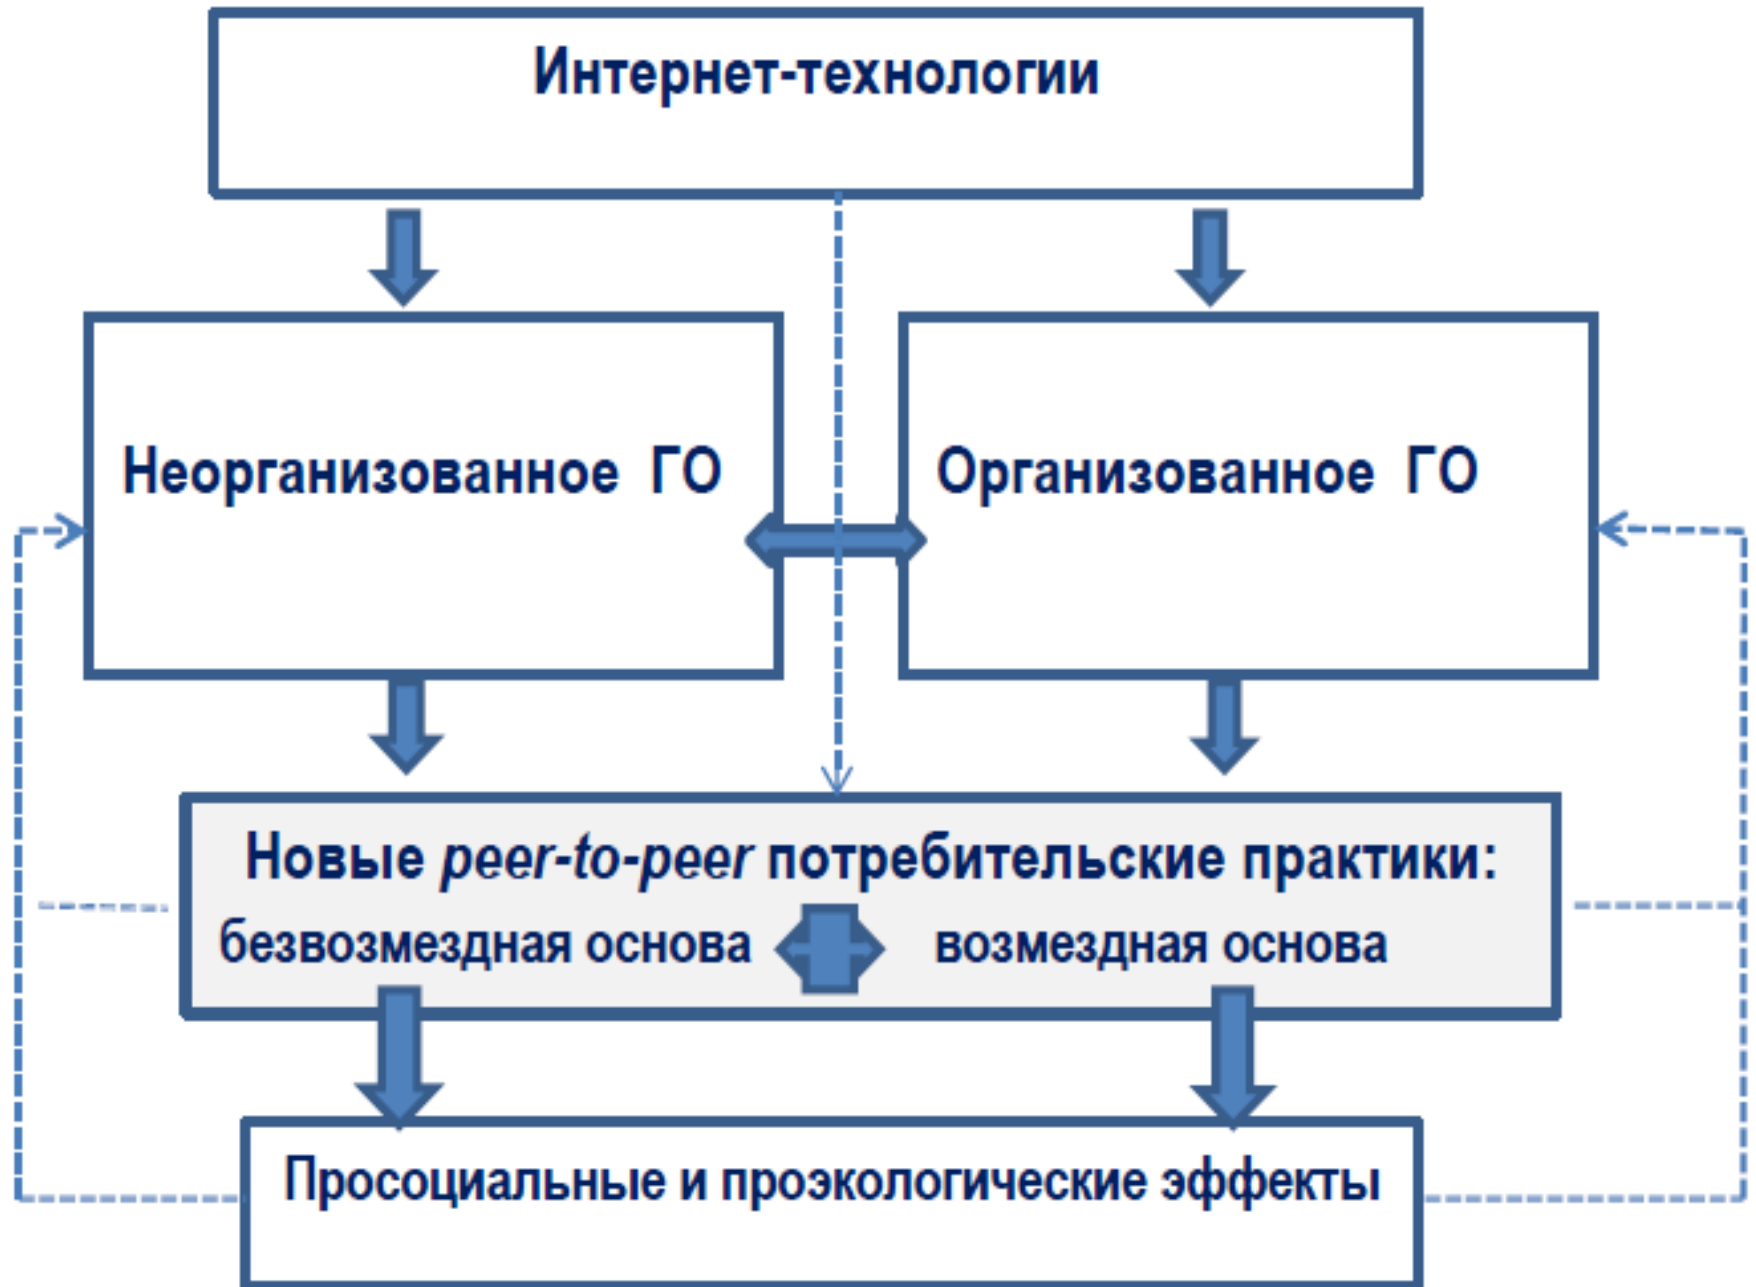 Интернет-технологии
Неорганизованное ГО
Организованное ГО
Новые peer-to-peer потребительские практики:
безвозмездная основа возмездная основа
Просоциальные и проэкологические эффекты